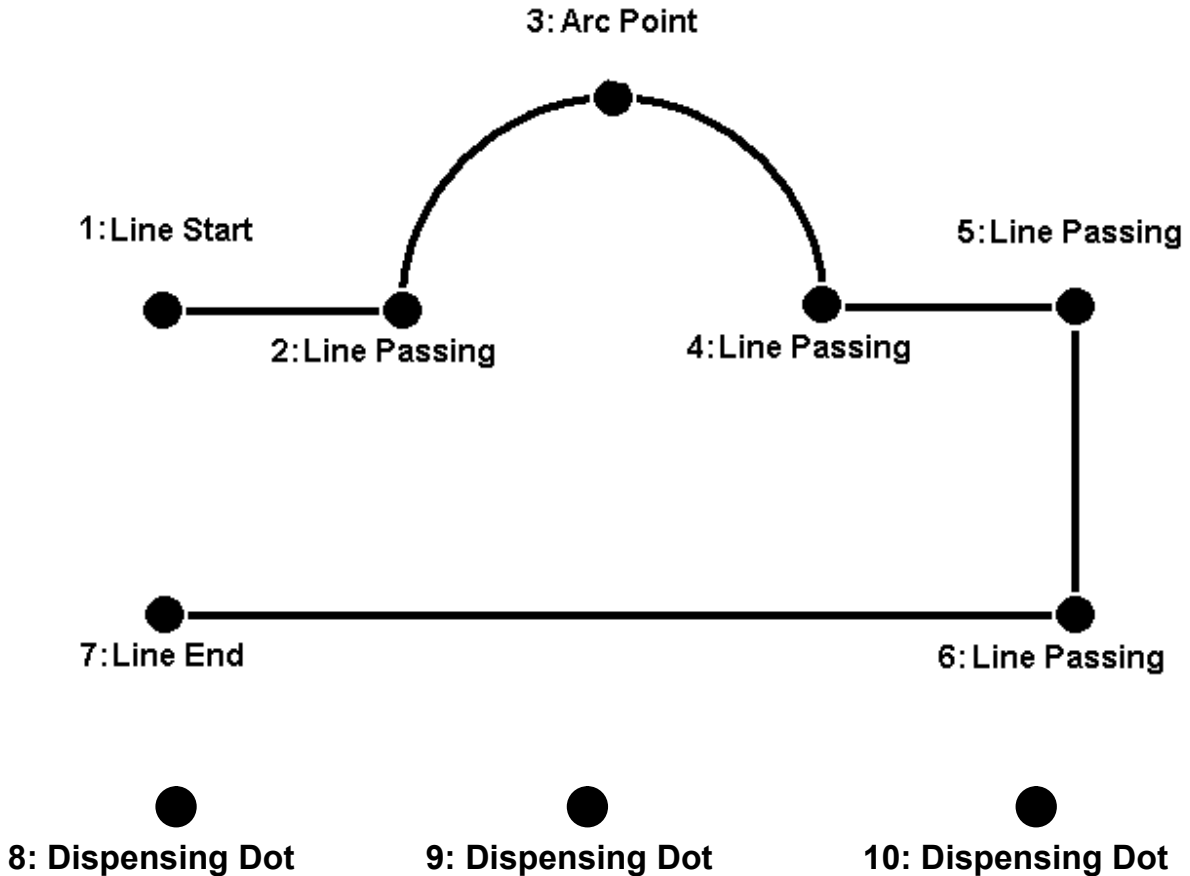 3: Arc Point
1:Line Start
5:Line Passing
2:Line Passing
4:Line Passing
7:Line End
6:Line Passing
8: Dispensing Dot
9: Dispensing Dot
10: Dispensing Dot